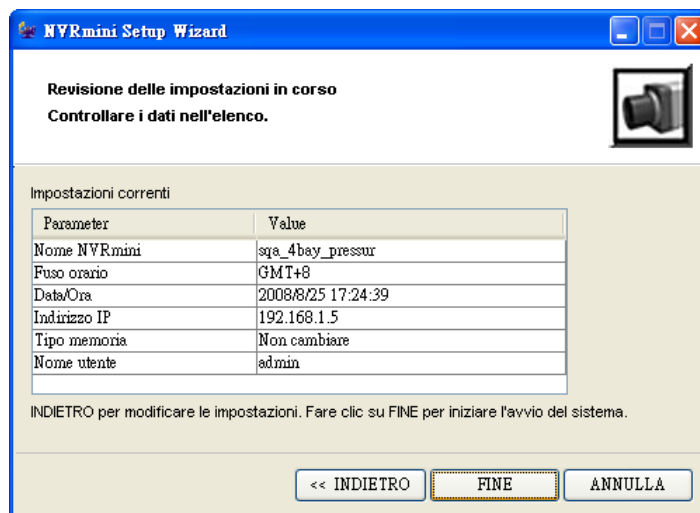 NVRmini Setup Wizard
Revisione delle impostazioni in corso
Controllare i dati nell'elenco.
Impostazioni correnti
Parameter Value
Nome NVRmini sqa_4bay_pressur
Fuso orario GMT+8
Data/Ora 2008/8/25 17:24:39
Indirizzo IP 192.168.1.5
Tipo memoria Non cambiare
Nome utente admin
INDIETRO per modificare le impostazioni. Fare clic su FINE per iniziare l'avvio del sistema.
<< INDIETRO FINE ANNULLA